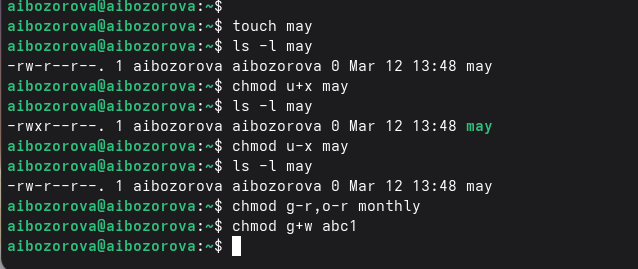 aibozorova@aibozorova:~$
aibozorova@aibozorova:~$ touch may
aibozorova@aibozorova:~$ ls -l may
-rw-r--r--. 1 aibozorova aibozorova 0 Mar 12 13:48 may
aibozorova@aibozorova:~$ chmod u+x may
aibozorova@aibozorova:~$ ls -l may
-rwxr--r--. 1 aibozorova aibozorova 0 Mar 12 13:48 may
aibozorova@aibozorova:~$ chmod u-x may
aibozorova@aibozorova:~$ ls -l may
-rw-r--r--. 1 aibozorova aibozorova 0 Mar 12 13:48 may
aibozorova@aibozorova:~$ chmod g-r,o-r monthly
aibozorova@aibozorova:~$ chmod g+w abc1
aibozorova@aibozorova:~$